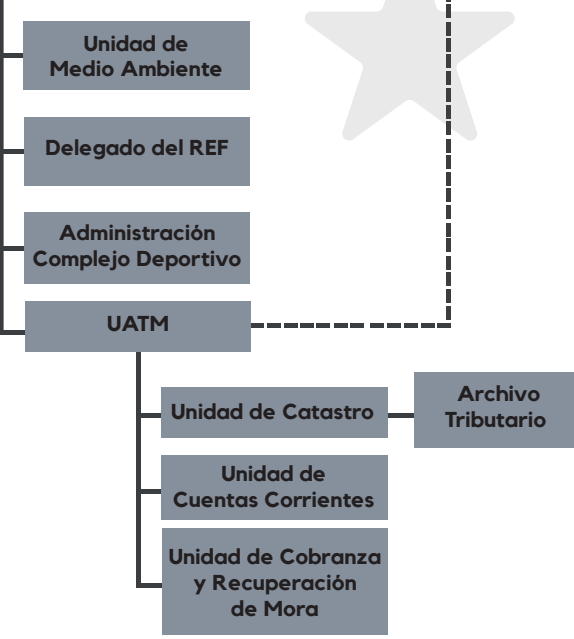 Unidad de
Medio Ambiente
Delegado del REF
Administración
Complejo Deportivo
UATM
Unidad de Catastro
Archivo
Tributario
Unidad de
Cuentas Corrientes
Unidad de Cobranza
y Recuperación
de Mora